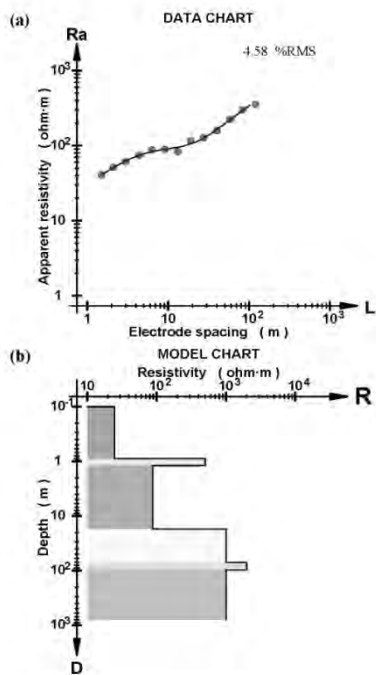 (a)
DATA CHART
Ra
4.58 %RMS
Apparent resistivity ( ohm·m )
10³
10²
10
1
1 10 10² 10³
L
Electrode spacing ( m )
(b)
MODEL CHART
Resistivity ( ohm·m )
10 10² 10³ 10⁴
R
Depth ( m )
10⁻¹
1
10
10²
10³
D